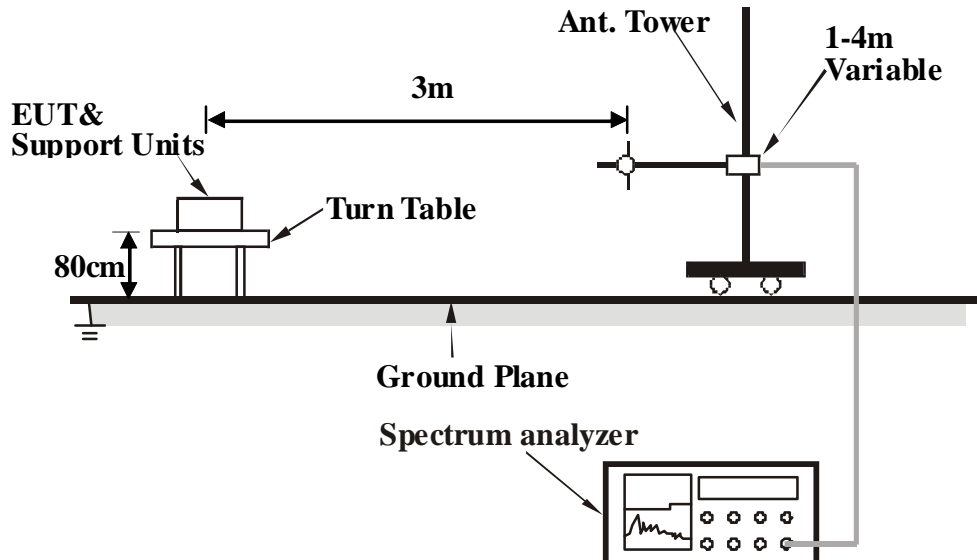 Ant. Tower
1-4m
Variable
3m
EUT&
Support Units
Turn Table
80cm
Ground Plane
Spectrum analyzer